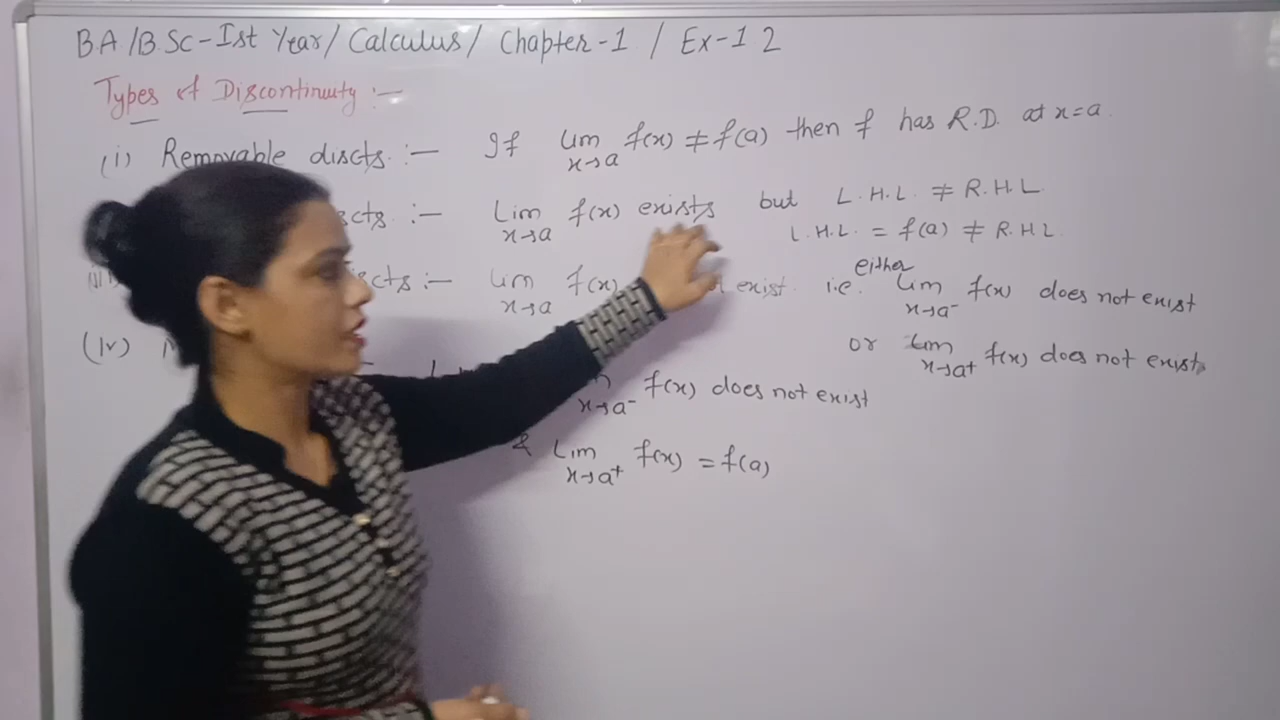 BA/B.Sc-Ist Year/Calculus/ Chapter-1 / Ex-1 2
Types of Discontinuity :-
(i) Removable discts. :- If Lim x→a f(x) ≠ f(a) then f has R.D. at x=a
scts. :- Lim x→a f(x) exists but L.H.L. ≠ R.H.L.
L.H.L. = f(a) ≠ R.H.L
scts :- Lim x→a f(x) exist. i.e. either Lim x→a⁻ f(x) does not exist
or Lim x→a⁺ f(x) does not exist.
(iv) x→a⁻ f(x) does not exist
& Lim x→a⁺ f(x) = f(a)